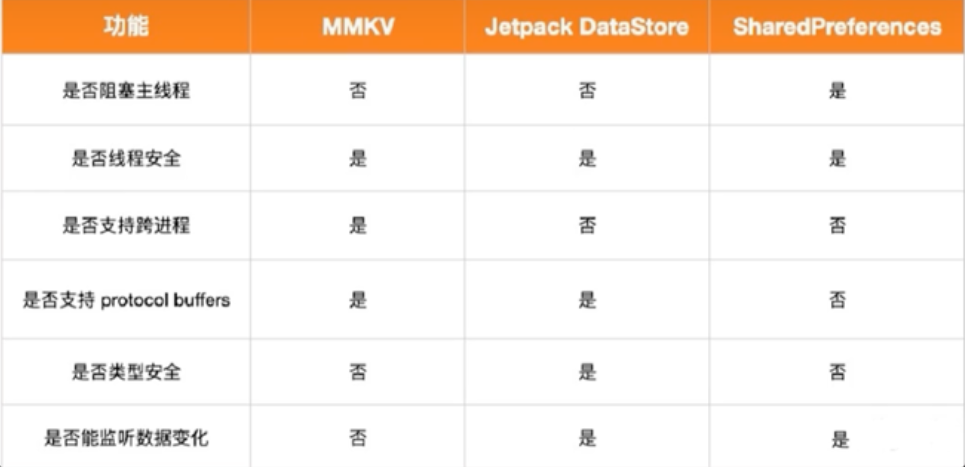 功能 MMKV Jetpack DataStore SharedPreferences
是否阻塞主线程 否 否 是
是否线程安全 是 是 是
是否支持跨进程 是 否 否
是否支持 protocol buffers 是 是 否
是否类型安全 否 是 否
是否能监听数据变化 否 是 是